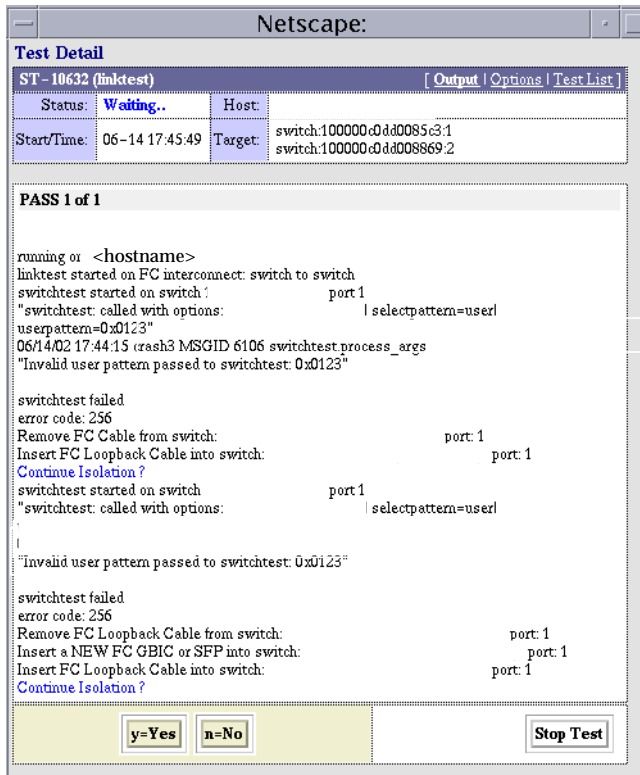 Netscape:
Test Detail
ST-10632 (linktest) [ Output | Options | Test List ]
Status: Waiting.. Host:
Start/Time: 06-14 17:45:49 Target: switch:100000c0dd0085c3:1
switch:100000c0dd008869:2
PASS 1 of 1
running on <hostname>
linktest started on FC interconnect: switch to switch
switchtest started on switch port 1
"switchtest: called with options: | selectpattern=user|
userpattern=0x0123"
06/14/02 17:44:15 crash3 MSGID 6106 switchtest.process_args
"Invalid user pattern passed to switchtest: 0x0123"
switchtest failed
error code: 256
Remove FC Cable from switch: port: 1
Insert FC Loopback Cable into switch: port: 1
Continue Isolation ?
switchtest started on switch port 1
"switchtest: called with options: | selectpattern=user|
"Invalid user pattern passed to switchtest: 0x0123"
switchtest failed
error code: 256
Remove FC Loopback Cable from switch: port: 1
Insert a NEW FC GBIC or SFP into switch: port: 1
Insert FC Loopback Cable into switch: port: 1
Continue Isolation ?
y=Yes n=No Stop Test